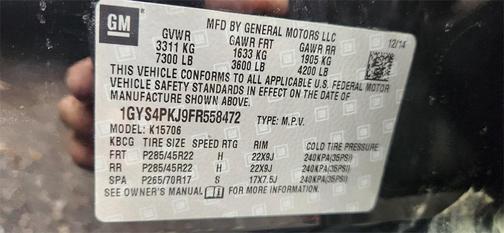 GM
MFD BY GENERAL MOTORS LLC
12/14
GVWR GAWR FRT GAWR RR
3311 KG 1633 KG 1905 KG
7300 LB 3600 LB 4200 LB
THIS VEHICLE CONFORMS TO ALL APPLICABLE U.S. FEDERAL MOTOR
VEHICLE SAFETY STANDARDS IN EFFECT ON THE DATE OF
MANUFACTURE SHOWN ABOVE.
1GYS4PKJ9FR558472 TYPE: M.P.V.
MODEL: K15706
KBCG TIRE SIZE SPEED RTG RIM COLD TIRE PRESSURE
FRT P285/45R22 H 22X9J 240KPA(35PSI)
RR P285/45R22 H 22X9J 240KPA(35PSI)
SPA P265/70R17 S 17X7.5J 240KPA(35PSI)
SEE OWNER'S MANUAL FOR MORE INFORMATION.